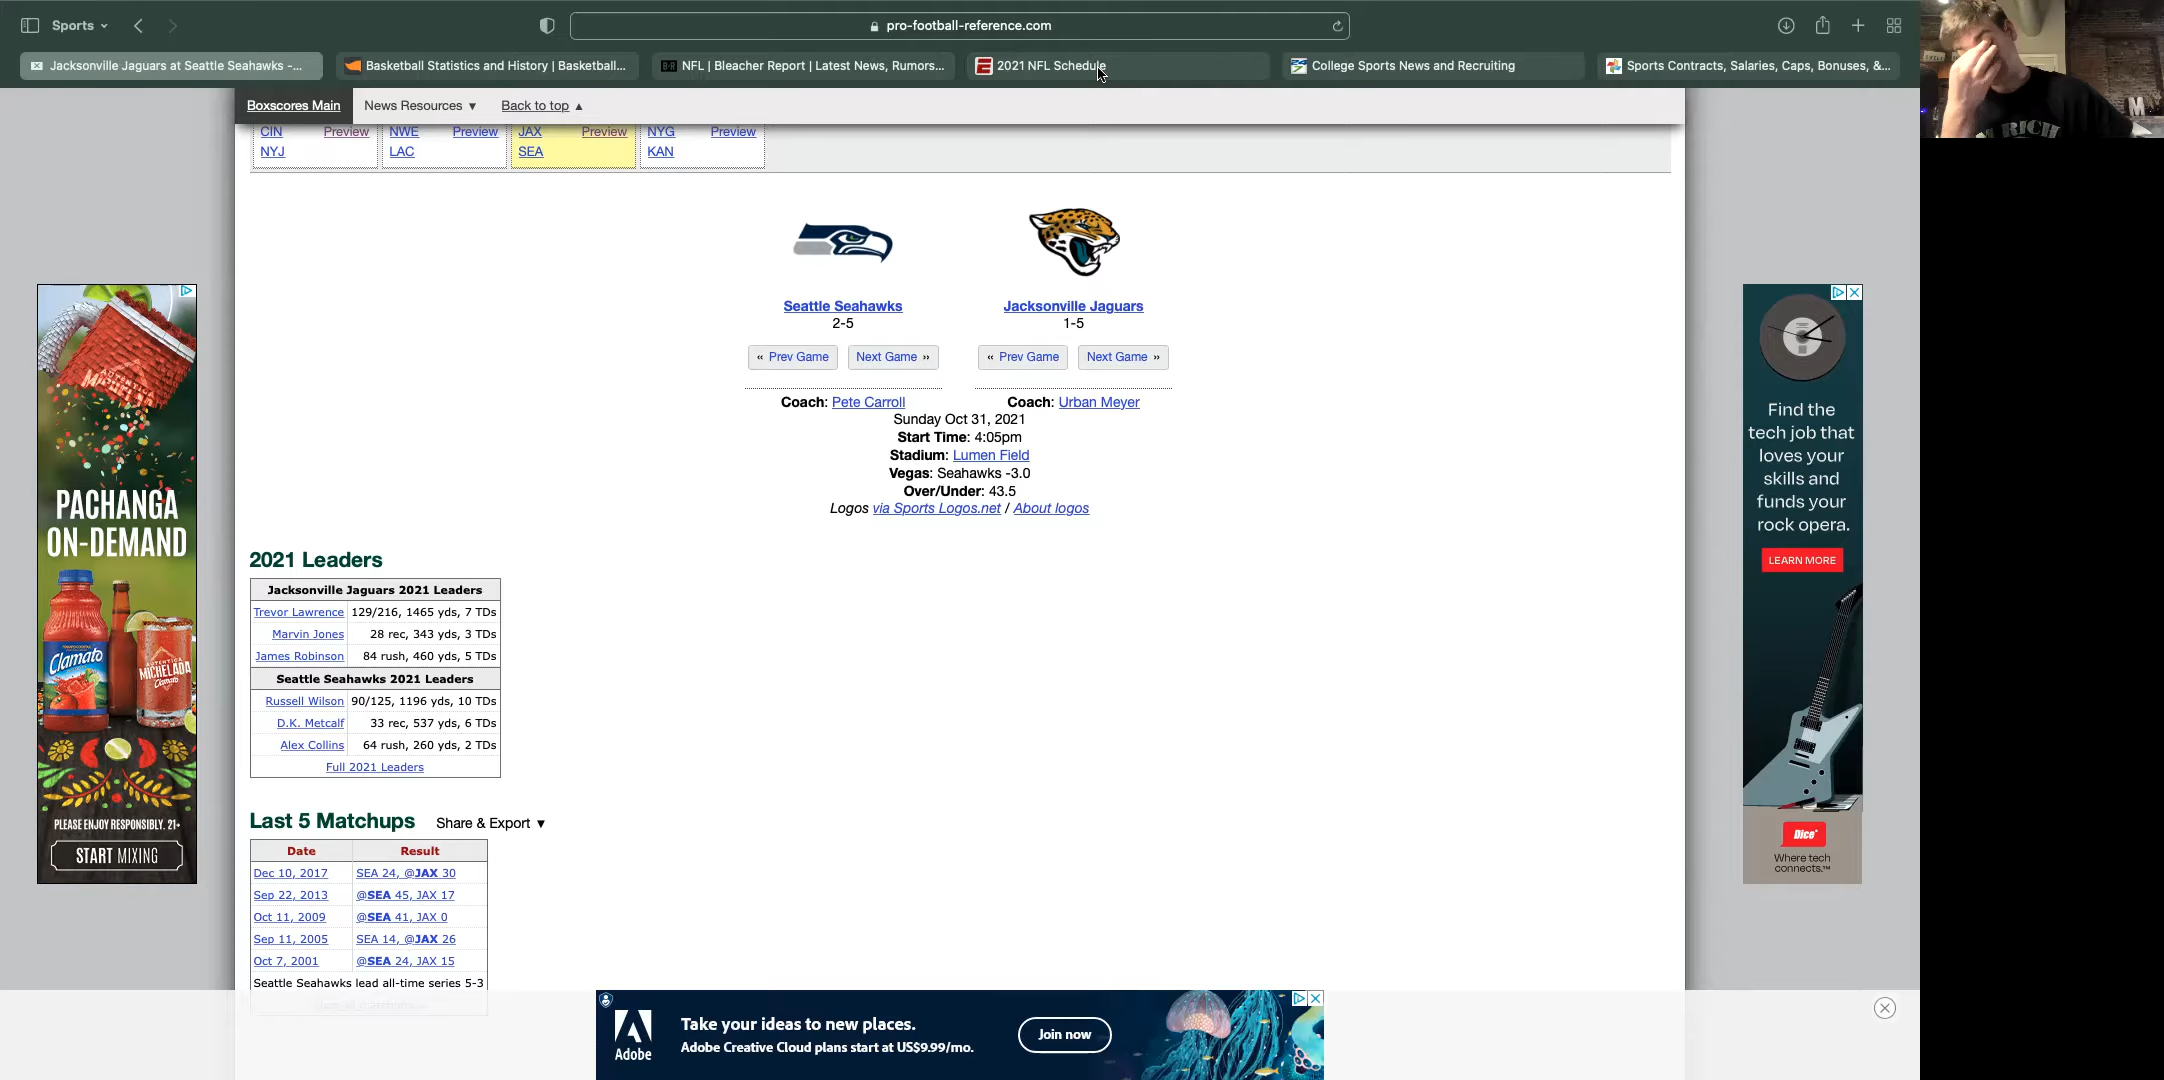 Sports
pro-football-reference.com
Jacksonville Jaguars at Seattle Seahawks -...
Basketball Statistics and History | Basketball...
B/R NFL | Bleacher Report | Latest News, Rumors...
2021 NFL Schedule
College Sports News and Recruiting
Sports Contracts, Salaries, Caps, Bonuses, &...
Boxscores Main
News Resources ▼
Back to top ▲
CIN Preview
NYJ
NWE Preview
LAC
JAX Preview
SEA
NYG Preview
KAN
Seattle Seahawks
2-5
« Prev Game
Next Game »
Jacksonville Jaguars
1-5
« Prev Game
Next Game »
Coach: Pete Carroll
Coach: Urban Meyer
Sunday Oct 31, 2021
Start Time: 4:05pm
Stadium: Lumen Field
Vegas: Seahawks -3.0
Over/Under: 43.5
Logos via Sports Logos.net / About logos
2021 Leaders
Jacksonville Jaguars 2021 Leaders
Trevor Lawrence 129/216, 1465 yds, 7 TDs
Marvin Jones 28 rec, 343 yds, 3 TDs
James Robinson 84 rush, 460 yds, 5 TDs
Seattle Seahawks 2021 Leaders
Russell Wilson 90/125, 1196 yds, 10 TDs
D.K. Metcalf 33 rec, 537 yds, 6 TDs
Alex Collins 64 rush, 260 yds, 2 TDs
Full 2021 Leaders
Last 5 Matchups
Share & Export ▼
Date Result
Dec 10, 2017 SEA 24, @JAX 30
Sep 22, 2013 @SEA 45, JAX 17
Oct 11, 2009 @SEA 41, JAX 0
Sep 11, 2005 SEA 14, @JAX 26
Oct 7, 2001 @SEA 24, JAX 15
Seattle Seahawks lead all-time series 5-3
PACHANGA
ON-DEMAND
Clamato
AUTENTICA
MICHELADA
Clamato
PLEASE ENJOY RESPONSIBLY. 21+
START MIXING
Find the
tech job that
loves your
skills and
funds your
rock opera.
LEARN MORE
Dice
Where tech
connects.™
Adobe
Take your ideas to new places.
Adobe Creative Cloud plans start at US$9.99/mo.
Join now
M
M RICH